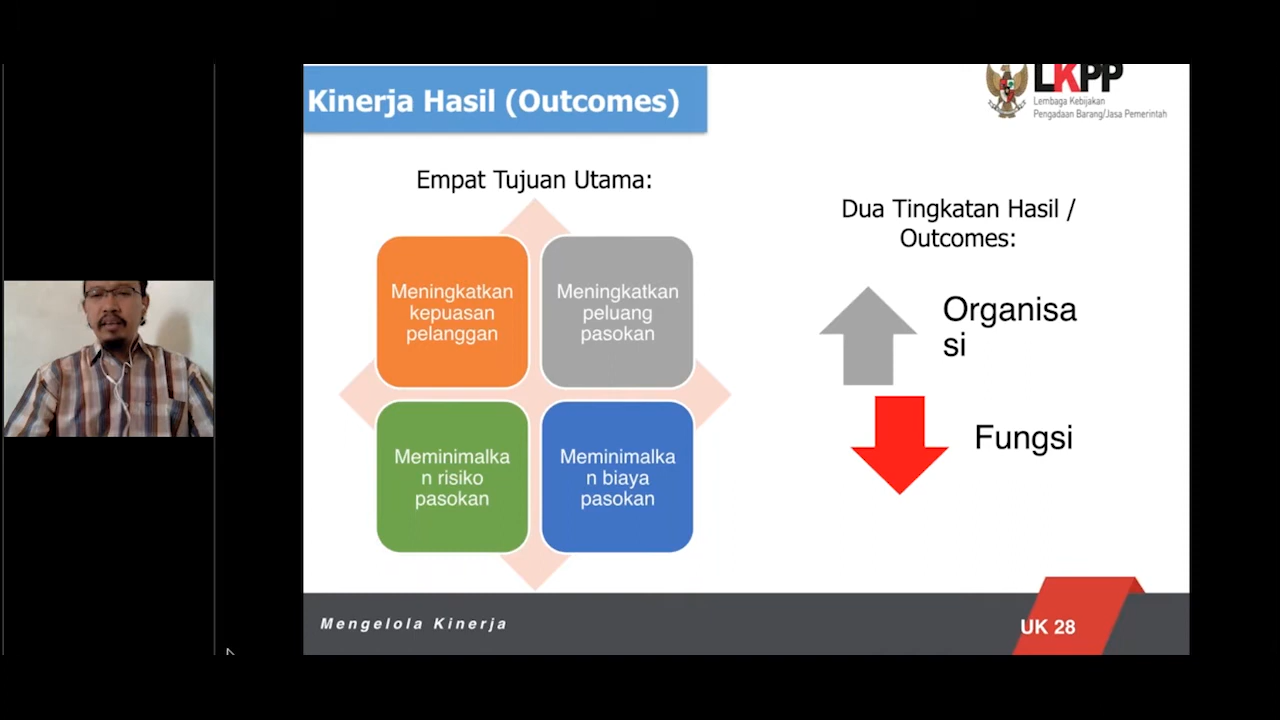 Kinerja Hasil (Outcomes)
LKPP
Lembaga Kebijakan
Pengadaan Barang/Jasa Pemerintah
Empat Tujuan Utama:
Meningkatkan
kepuasan
pelanggan
Meningkatkan
peluang
pasokan
Meminimalka
n risiko
pasokan
Meminimalka
n biaya
pasokan
Dua Tingkatan Hasil /
Outcomes:
Organisa
si
Fungsi
Mengelola Kinerja
UK 28